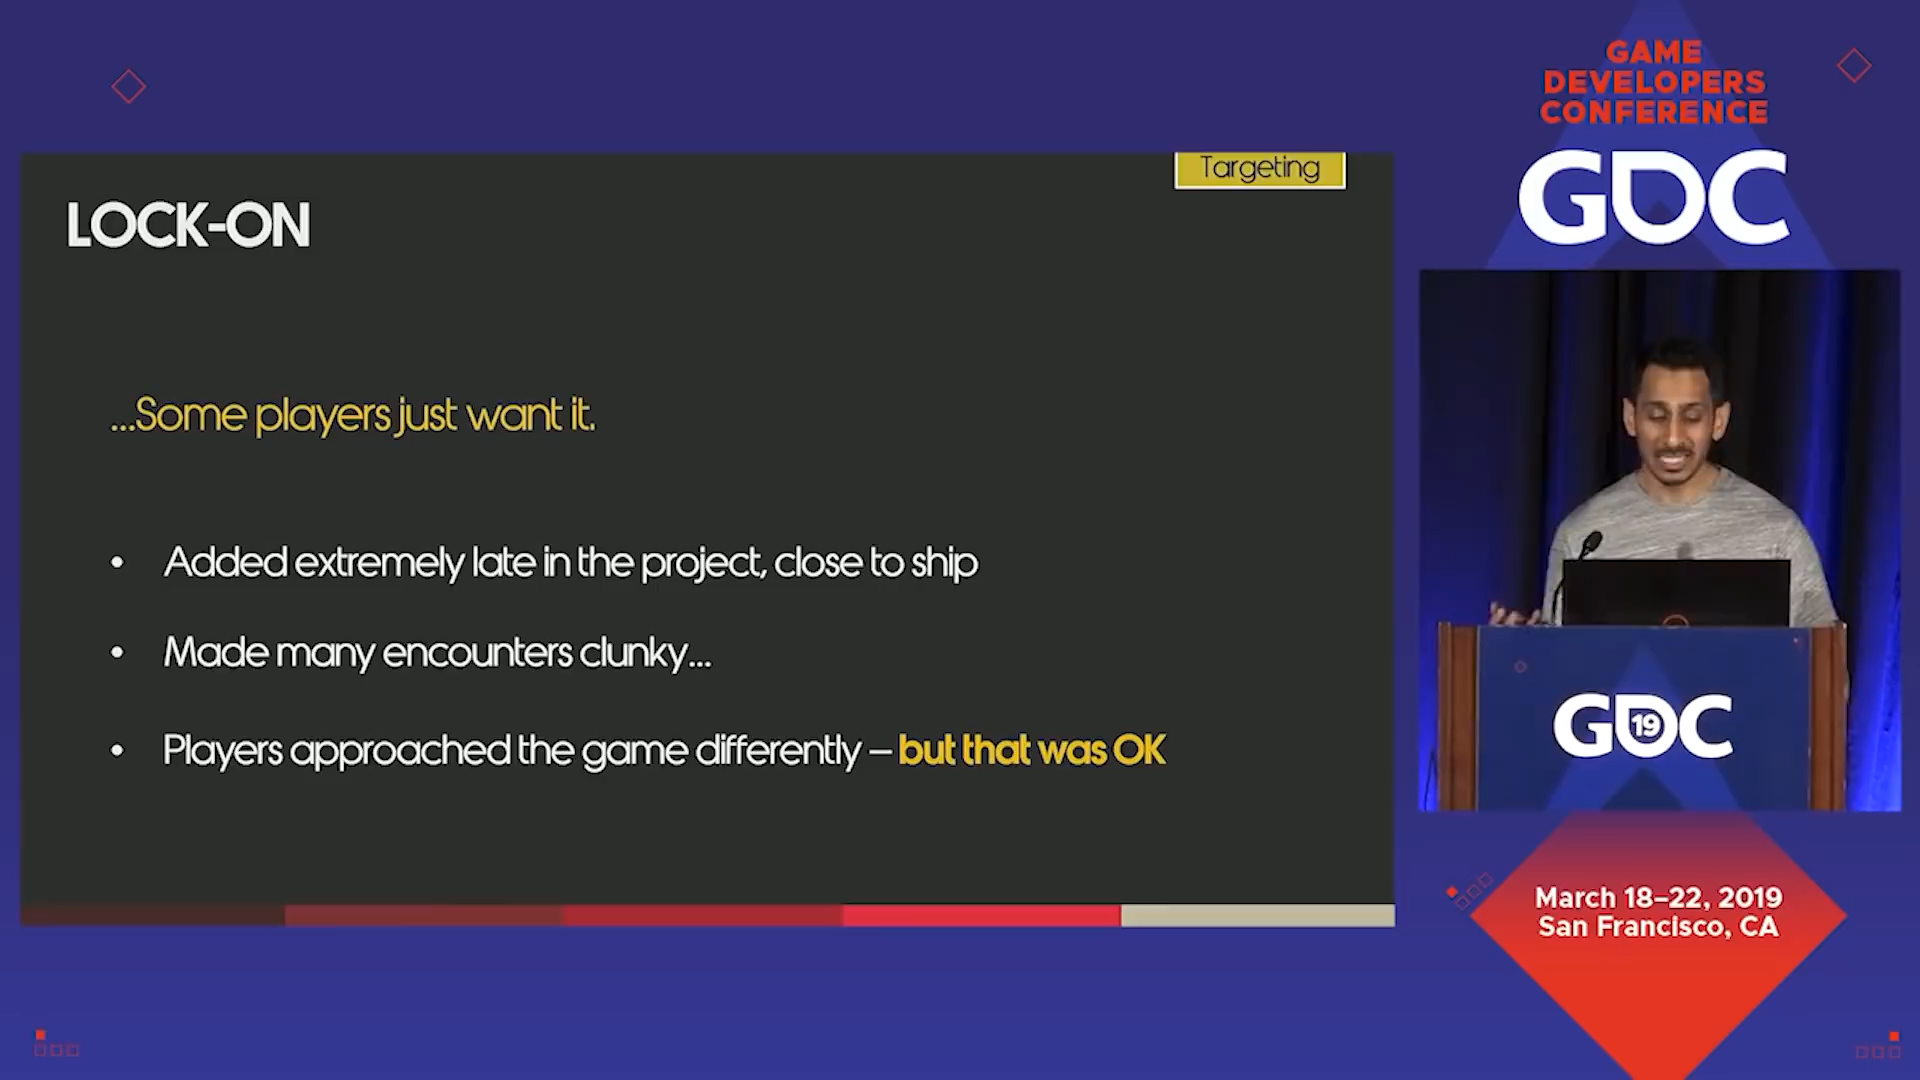 GAME
DEVELOPERS
CONFERENCE
GDC
Targeting
LOCK-ON
...Some players just want it.
• Added extremely late in the project, close to ship
• Made many encounters clunky...
• Players approached the game differently – but that was OK
GDC
19
March 18–22, 2019
San Francisco, CA